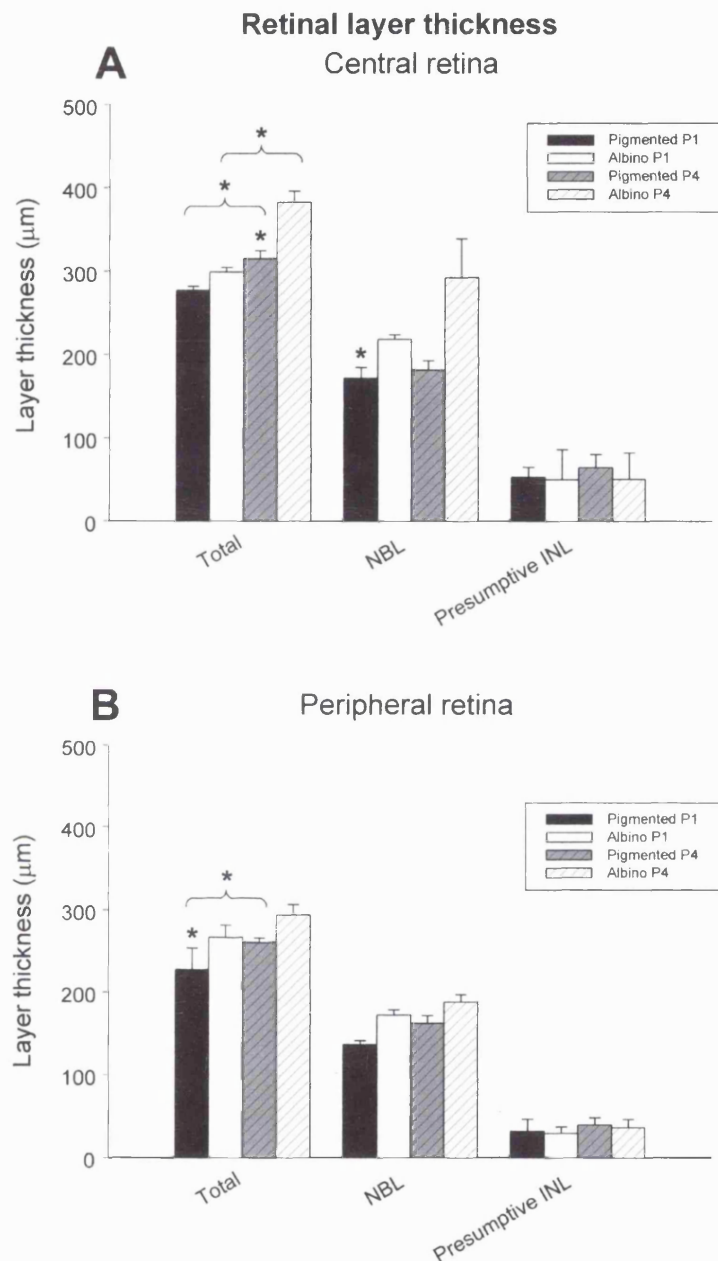 Retinal layer thickness
A
Central retina
500
400
300
200
100
0
Layer thickness (μm)
*
*
*
*
Pigmented P1
Albino P1
Pigmented P4
Albino P4
Total
NBL
Presumptive INL
B
Peripheral retina
500
400
300
200
100
0
Layer thickness (μm)
*
*
Pigmented P1
Albino P1
Pigmented P4
Albino P4
Total
NBL
Presumptive INL